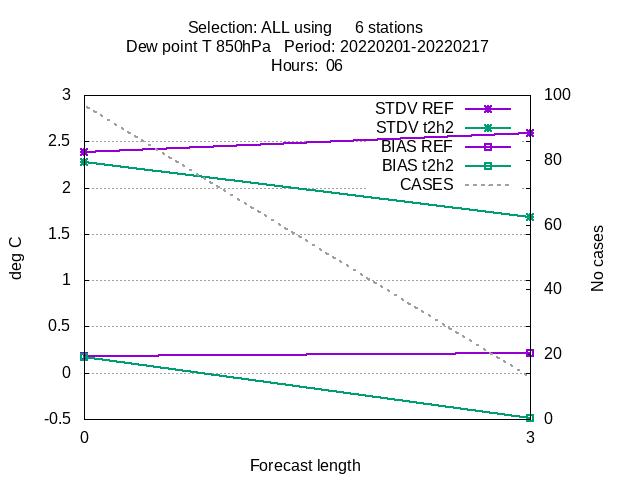 Selection: ALL using 6 stations
Dew point T 850hPa Period: 20220201-20220217
Hours: 06
STDV REF
STDV t2h2
BIAS REF
BIAS t2h2
CASES
3
2.5
2
1.5
1
0.5
0
-0.5
100
80
60
40
20
0
deg C
No cases
0 3
Forecast length